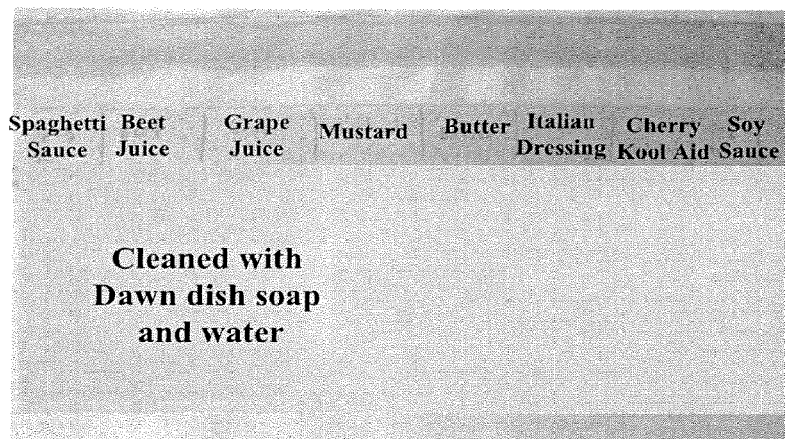 Spaghetti Sauce
Beet Juice
Grape Juice
Mustard
Butter
Italian Dressing
Cherry Kool Aid
Soy Sauce
Cleaned with
Dawn dish soap
and water